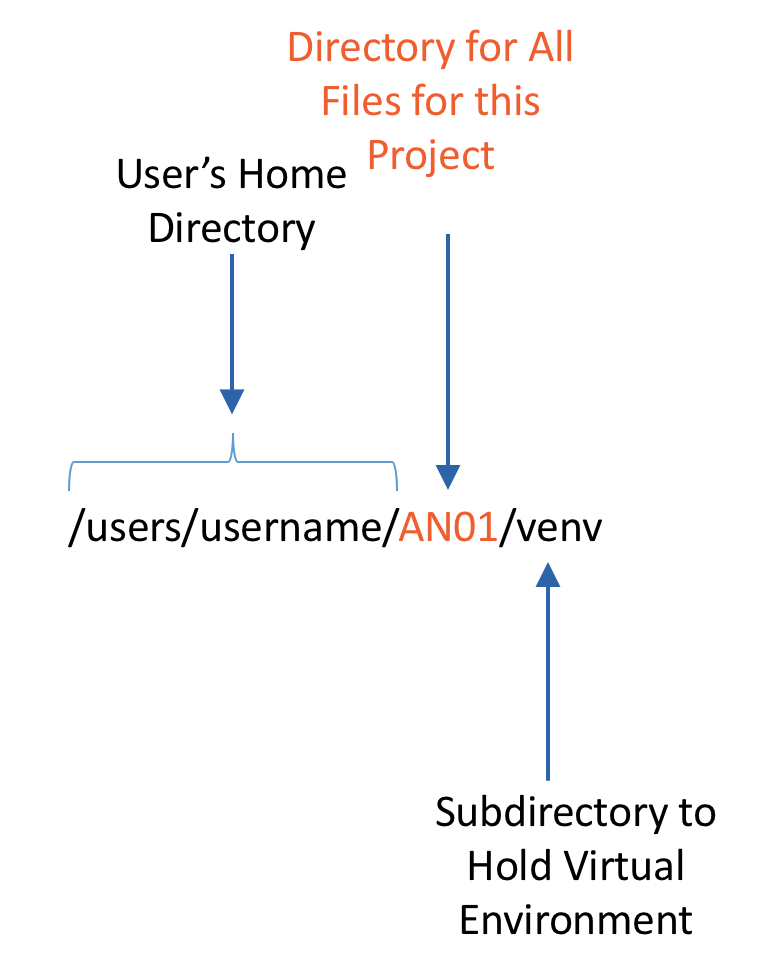 Directory for All
Files for this
Project
User’s Home
Directory
/users/username/AN01/venv
Subdirectory to
Hold Virtual
Environment